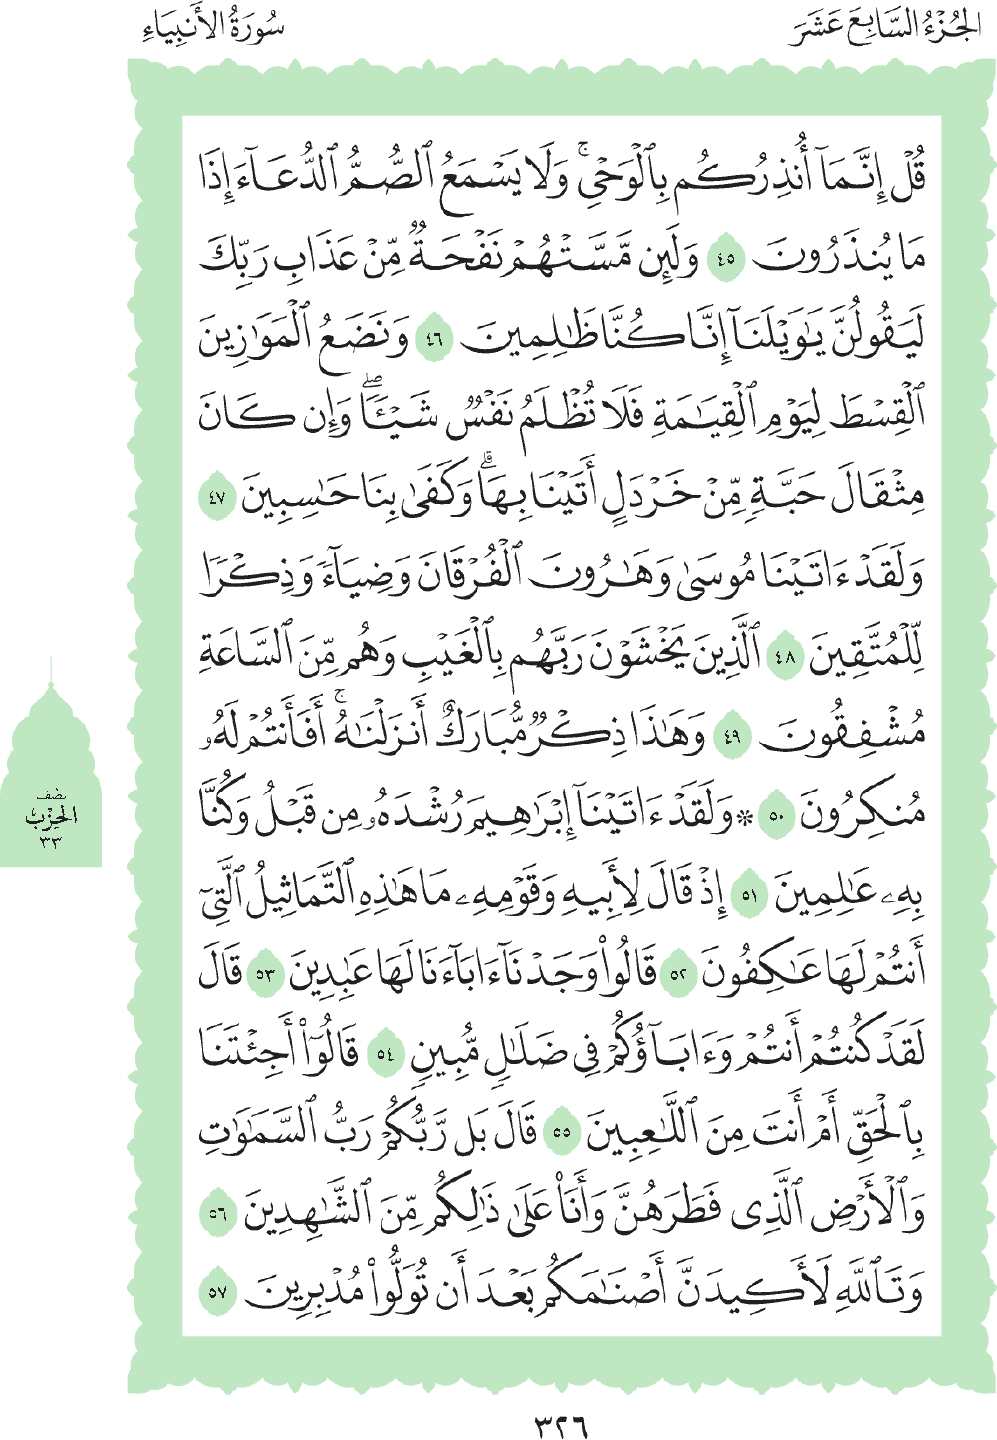 الجُزْءُ السَّابِعَ عَشَرَ
سُورَةُ الأَنبِيَاءِ
قُلْ إِنَّمَآ أُنذِرُكُم بِٱلْوَحْيِ ۚ وَلَا يَسْمَعُ ٱلصُّمُّ ٱلدُّعَآءَ إِذَا
مَا يُنذَرُونَ ٤٥ وَلَئِن مَّسَّتْهُمْ نَفْحَةٌ مِّنْ عَذَابِ رَبِّكَ
لَيَقُولُنَّ يَٰوَيْلَنَآ إِنَّا كُنَّا ظَٰلِمِينَ ٤٦ وَنَضَعُ ٱلْمَوَٰزِينَ
ٱلْقِسْطَ لِيَوْمِ ٱلْقِيَٰمَةِ فَلَا تُظْلَمُ نَفْسٌ شَيْـًٔا ۖ وَإِن كَانَ
مِثْقَالَ حَبَّةٍ مِّنْ خَرْدَلٍ أَتَيْنَا بِهَا ۗ وَكَفَىٰ بِنَا حَٰسِبِينَ ٤٧
وَلَقَدْ ءَاتَيْنَا مُوسَىٰ وَهَٰرُونَ ٱلْفُرْقَانَ وَضِيَآءً وَذِكْرًا
لِّلْمُتَّقِينَ ٤٨ ٱلَّذِينَ يَخْشَوْنَ رَبَّهُم بِٱلْغَيْبِ وَهُم مِّنَ ٱلسَّاعَةِ
مُشْفِقُونَ ٤٩ وَهَٰذَا ذِكْرٌ مُّبَارَكٌ أَنزَلْنَٰهُ ۚ أَفَأَنتُمْ لَهُۥ
مُنكِرُونَ ٥٠ * وَلَقَدْ ءَاتَيْنَآ إِبْرَٰهِيمَ رُشْدَهُۥ مِن قَبْلُ وَكُنَّا
بِهِۦ عَٰلِمِينَ ٥١ إِذْ قَالَ لِأَبِيهِ وَقَوْمِهِۦ مَا هَٰذِهِ ٱلتَّمَاثِيلُ ٱلَّتِىٓ
أَنتُمْ لَهَا عَٰكِفُونَ ٥٢ قَالُوا۟ وَجَدْنَآ ءَابَآءَنَا لَهَا عَٰبِدِينَ ٥٣ قَالَ
لَقَدْ كُنتُمْ أَنتُمْ وَءَابَآؤُكُمْ فِي ضَلَٰلٍ مُّبِينٍ ٥٤ قَالُوٓا۟ أَجِئْتَنَا
بِٱلْحَقِّ أَمْ أَنتَ مِنَ ٱللَّٰعِبِينَ ٥٥ قَالَ بَل رَّبُّكُمْ رَبُّ ٱلسَّمَٰوَٰتِ
وَٱلْأَرْضِ ٱلَّذِى فَطَرَهُنَّ وَأَنَا۠ عَلَىٰ ذَٰلِكُم مِّنَ ٱلشَّٰهِدِينَ ٥٦
وَتَٱللَّهِ لَأَكِيدَنَّ أَصْنَٰمَكُم بَعْدَ أَن تُوَلُّوا۟ مُدْبِرِينَ ٥٧
نصف
الحِزْب
٣٣
٣٢٦